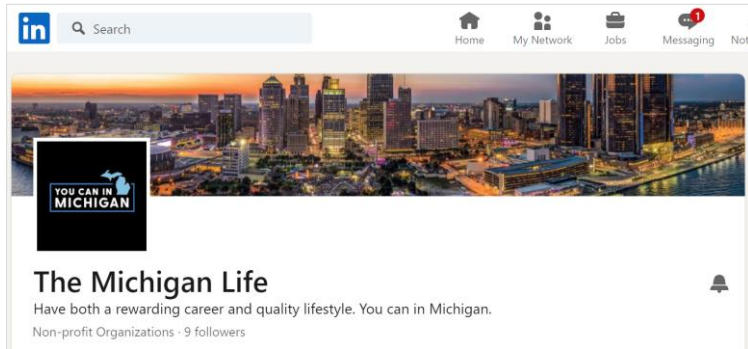 in
Search
Home
My Network
Jobs
1
Messaging
Not
YOU CAN IN
MICHIGAN
The Michigan Life
Have both a rewarding career and quality lifestyle. You can in Michigan.
Non-profit Organizations · 9 followers